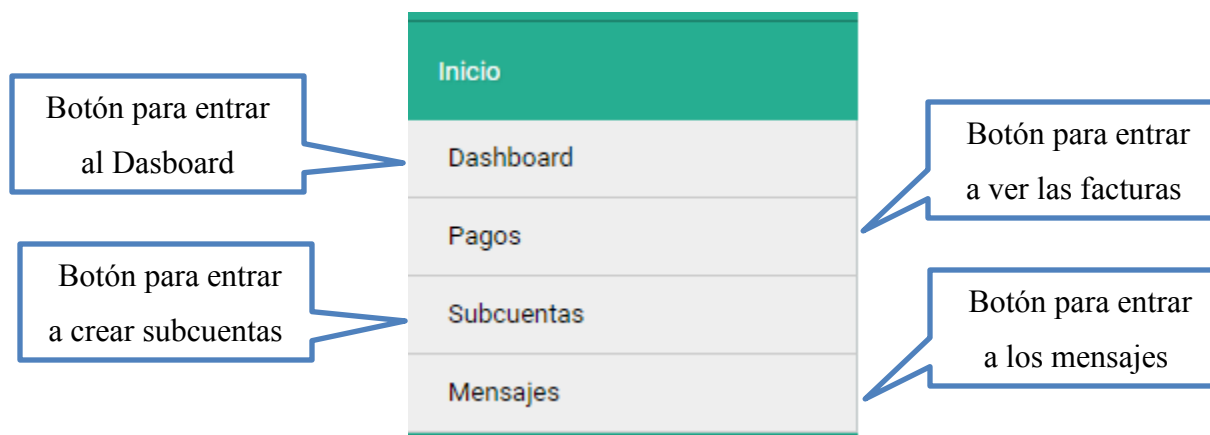 Inicio
Botón para entrar
al Dasboard
Dashboard
Botón para entrar
a ver las facturas
Pagos
Botón para entrar
a crear subcuentas
Subcuentas
Botón para entrar
a los mensajes
Mensajes